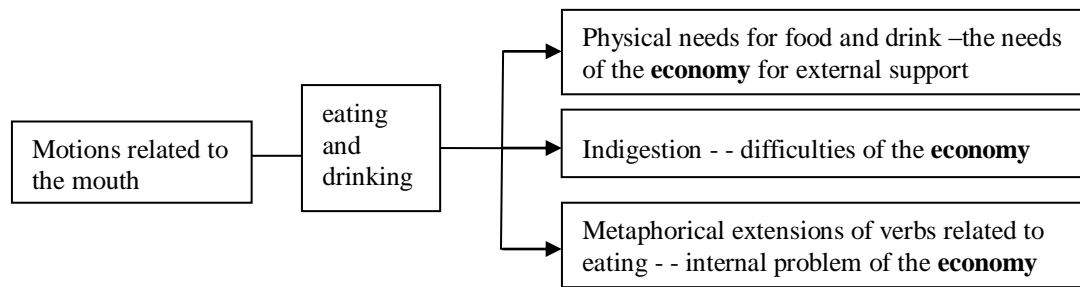 Motions related to
the mouth
eating
and
drinking
Physical needs for food and drink –the needs
of the economy for external support
Indigestion - - difficulties of the economy
Metaphorical extensions of verbs related to
eating - - internal problem of the economy